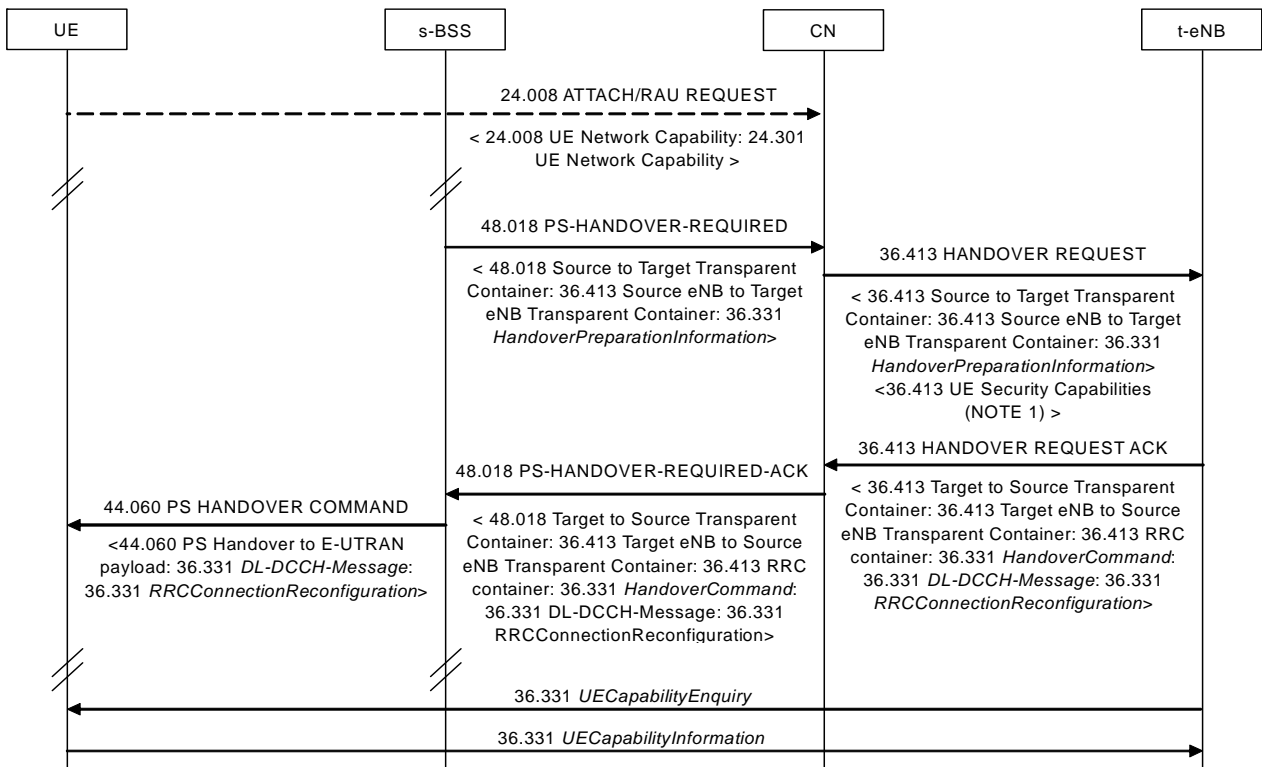 UE
s-BSS
CN
t-eNB
24.008 ATTACH/RAU REQUEST
< 24.008 UE Network Capability: 24.301
UE Network Capability >
48.018 PS-HANDOVER-REQUIRED
< 48.018 Source to Target Transparent
Container: 36.413 Source eNB to Target
eNB Transparent Container: 36.331
HandoverPreparationInformation>
36.413 HANDOVER REQUEST
< 36.413 Source to Target Transparent
Container: 36.413 Source eNB to Target
eNB Transparent Container: 36.331
HandoverPreparationInformation>
<36.413 UE Security Capabilities
(NOTE 1) >
36.413 HANDOVER REQUEST ACK
< 36.413 Target to Source Transparent
Container: 36.413 Target eNB to Source
eNB Transparent Container: 36.413 RRC
container: 36.331 HandoverCommand:
36.331 DL-DCCH-Message: 36.331
RRCConnectionReconfiguration>
48.018 PS-HANDOVER-REQUIRED-ACK
< 48.018 Target to Source Transparent
Container: 36.413 Target eNB to Source
eNB Transparent Container: 36.413 RRC
container: 36.331 HandoverCommand:
36.331 DL-DCCH-Message: 36.331
RRCConnectionReconfiguration>
44.060 PS HANDOVER COMMAND
<44.060 PS Handover to E-UTRAN
payload: 36.331 DL-DCCH-Message:
36.331 RRCConnectionReconfiguration>
36.331 UECapabilityEnquiry
36.331 UECapabilityInformation